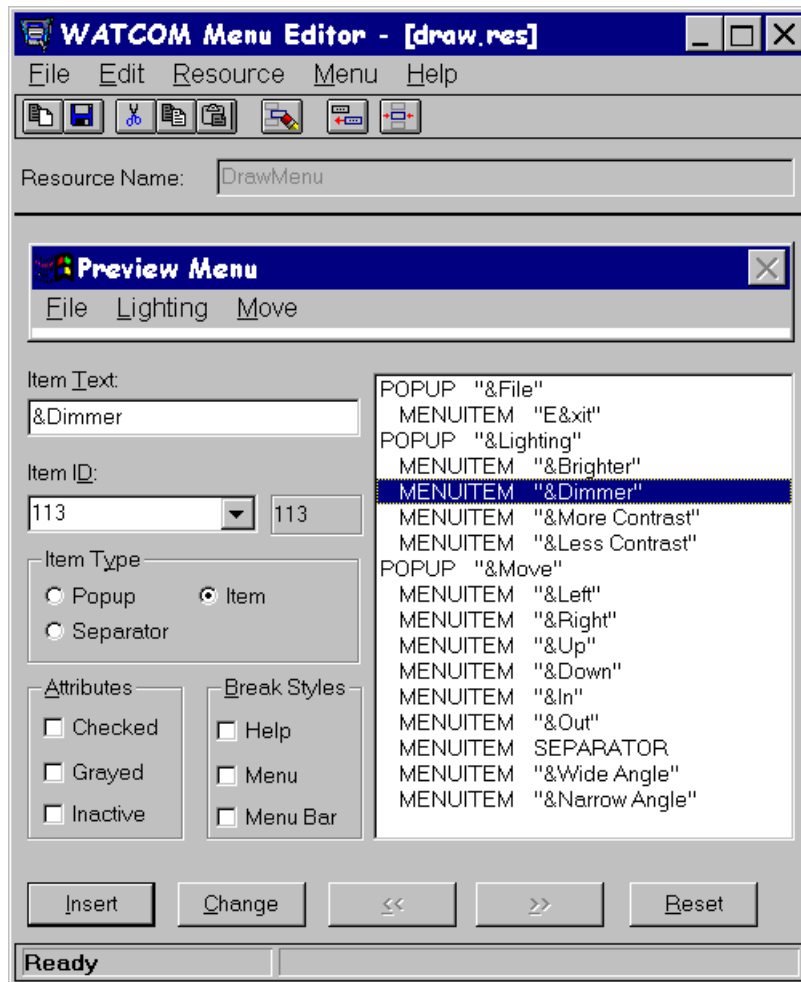 WATCOM Menu Editor - [draw.res]
File Edit Resource Menu Help
Resource Name: DrawMenu
Preview Menu
File Lighting Move
Item Text:
&Dimmer
Item ID:
113 113
Item Type
Popup Item
Separator
Attributes
Checked
Grayed
Inactive
Break Styles
Help
Menu
Menu Bar
POPUP "&File"
MENUITEM "E&xit"
POPUP "&Lighting"
MENUITEM "&Brighter"
MENUITEM "&Dimmer"
MENUITEM "&More Contrast"
MENUITEM "&Less Contrast"
POPUP "&Move"
MENUITEM "&Left"
MENUITEM "&Right"
MENUITEM "&Up"
MENUITEM "&Down"
MENUITEM "&In"
MENUITEM "&Out"
MENUITEM SEPARATOR
MENUITEM "&Wide Angle"
MENUITEM "&Narrow Angle"
Insert Change << >> Reset
Ready